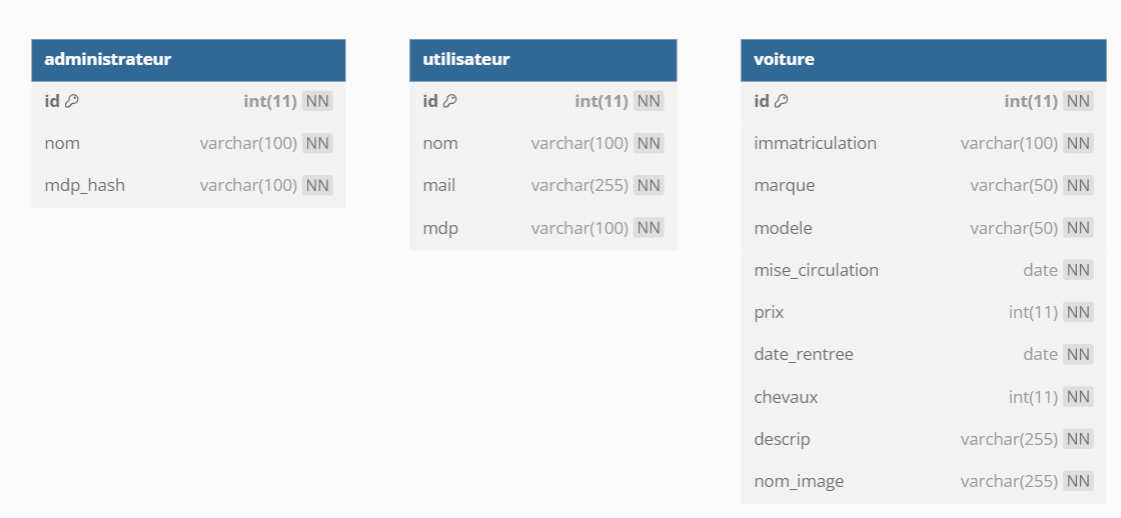 administrateur
id int(11) NN
nom varchar(100) NN
mdp_hash varchar(100) NN
utilisateur
id int(11) NN
nom varchar(100) NN
mail varchar(255) NN
mdp varchar(100) NN
voiture
id int(11) NN
immatriculation varchar(100) NN
marque varchar(50) NN
modele varchar(50) NN
mise_circulation date NN
prix int(11) NN
date_rentree date NN
chevaux int(11) NN
descrip varchar(255) NN
nom_image varchar(255) NN